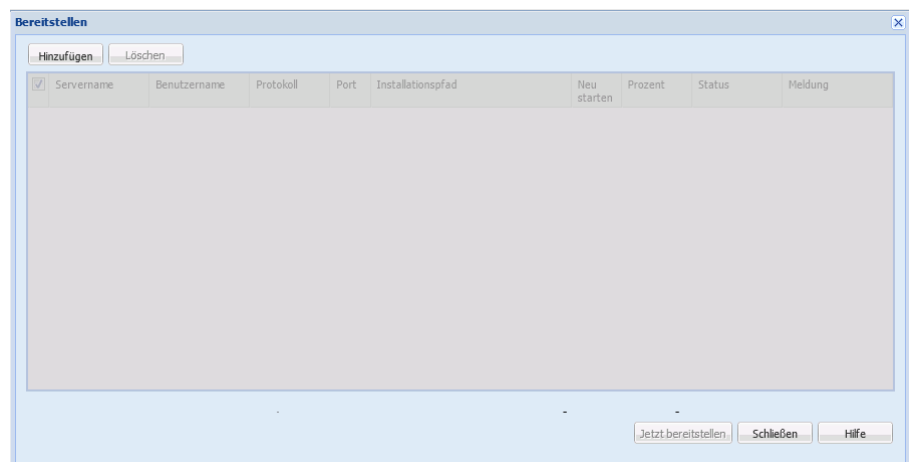 Bereitstellen
Hinzufügen Löschen
Servername Benutzername Protokoll Port Installationspfad Neu starten Prozent Status Meldung
Jetzt bereitstellen Schließen Hilfe